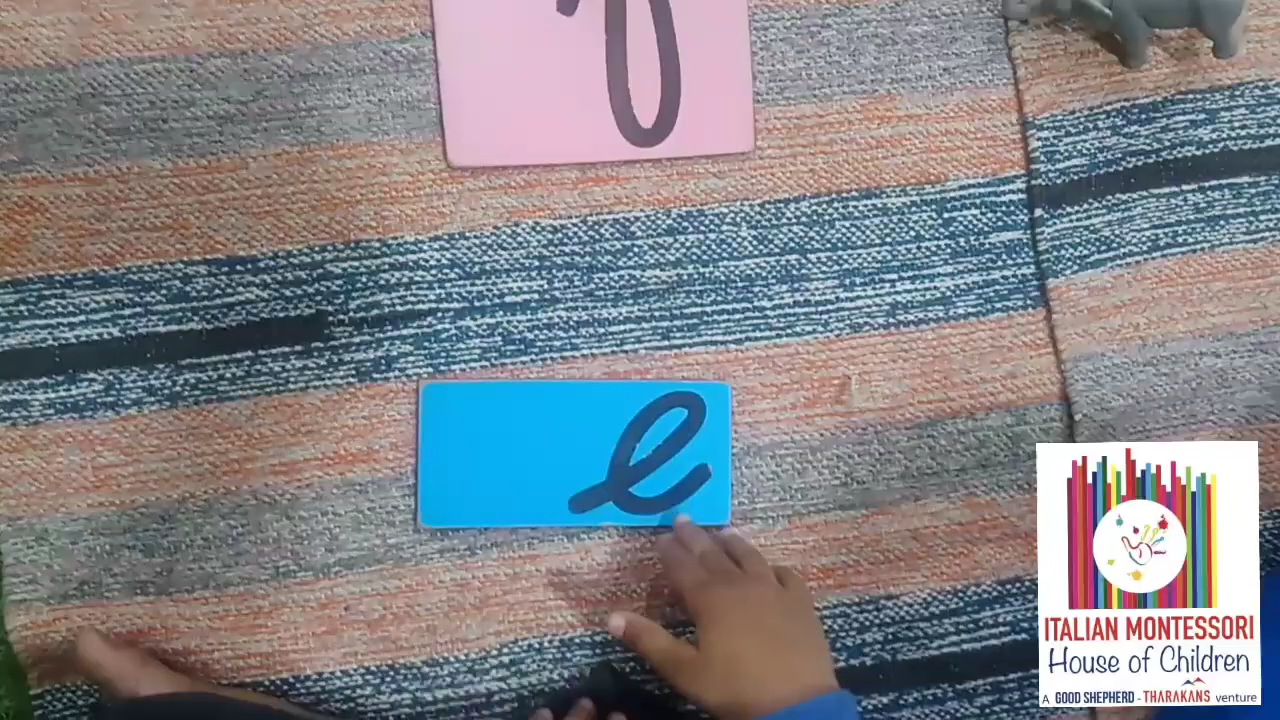 e
ITALIAN MONTESSORI
House of Children
A GOOD SHEPHERD - THARAKANS venture